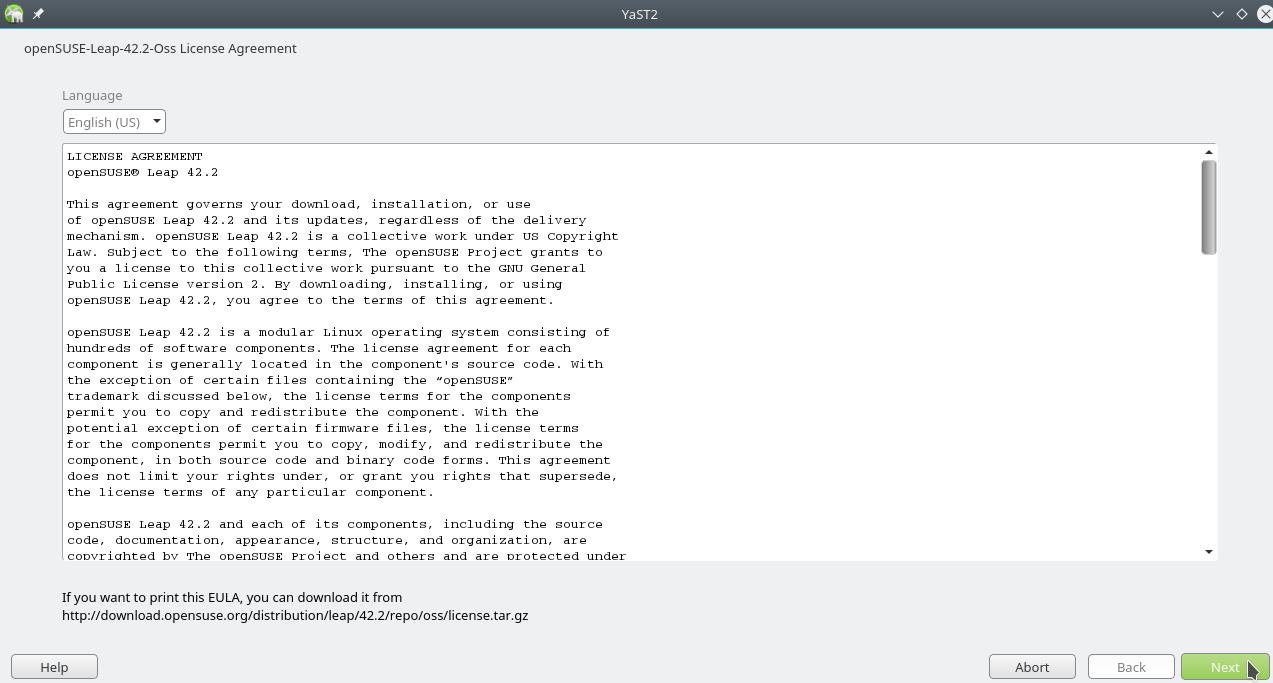 YaST2
openSUSE-Leap-42.2-Oss License Agreement
Language
English (US)
LICENSE AGREEMENT
openSUSE® Leap 42.2
This agreement governs your download, installation, or use
of openSUSE Leap 42.2 and its updates, regardless of the delivery
mechanism. openSUSE Leap 42.2 is a collective work under US Copyright
Law. Subject to the following terms, The openSUSE Project grants to
you a license to this collective work pursuant to the GNU General
Public License version 2. By downloading, installing, or using
openSUSE Leap 42.2, you agree to the terms of this agreement.
openSUSE Leap 42.2 is a modular Linux operating system consisting of
hundreds of software components. The license agreement for each
component is generally located in the component's source code. With
the exception of certain files containing the “openSUSE”
trademark discussed below, the license terms for the components
permit you to copy and redistribute the component. With the
potential exception of certain firmware files, the license terms
for the components permit you to copy, modify, and redistribute the
component, in both source code and binary code forms. This agreement
does not limit your rights under, or grant you rights that supersede,
the license terms of any particular component.
openSUSE Leap 42.2 and each of its components, including the source
code, documentation, appearance, structure, and organization, are
copyrighted by The openSUSE Project and others and are protected under
If you want to print this EULA, you can download it from
http://download.opensuse.org/distribution/leap/42.2/repo/oss/license.tar.gz
Help
Abort
Back
Next